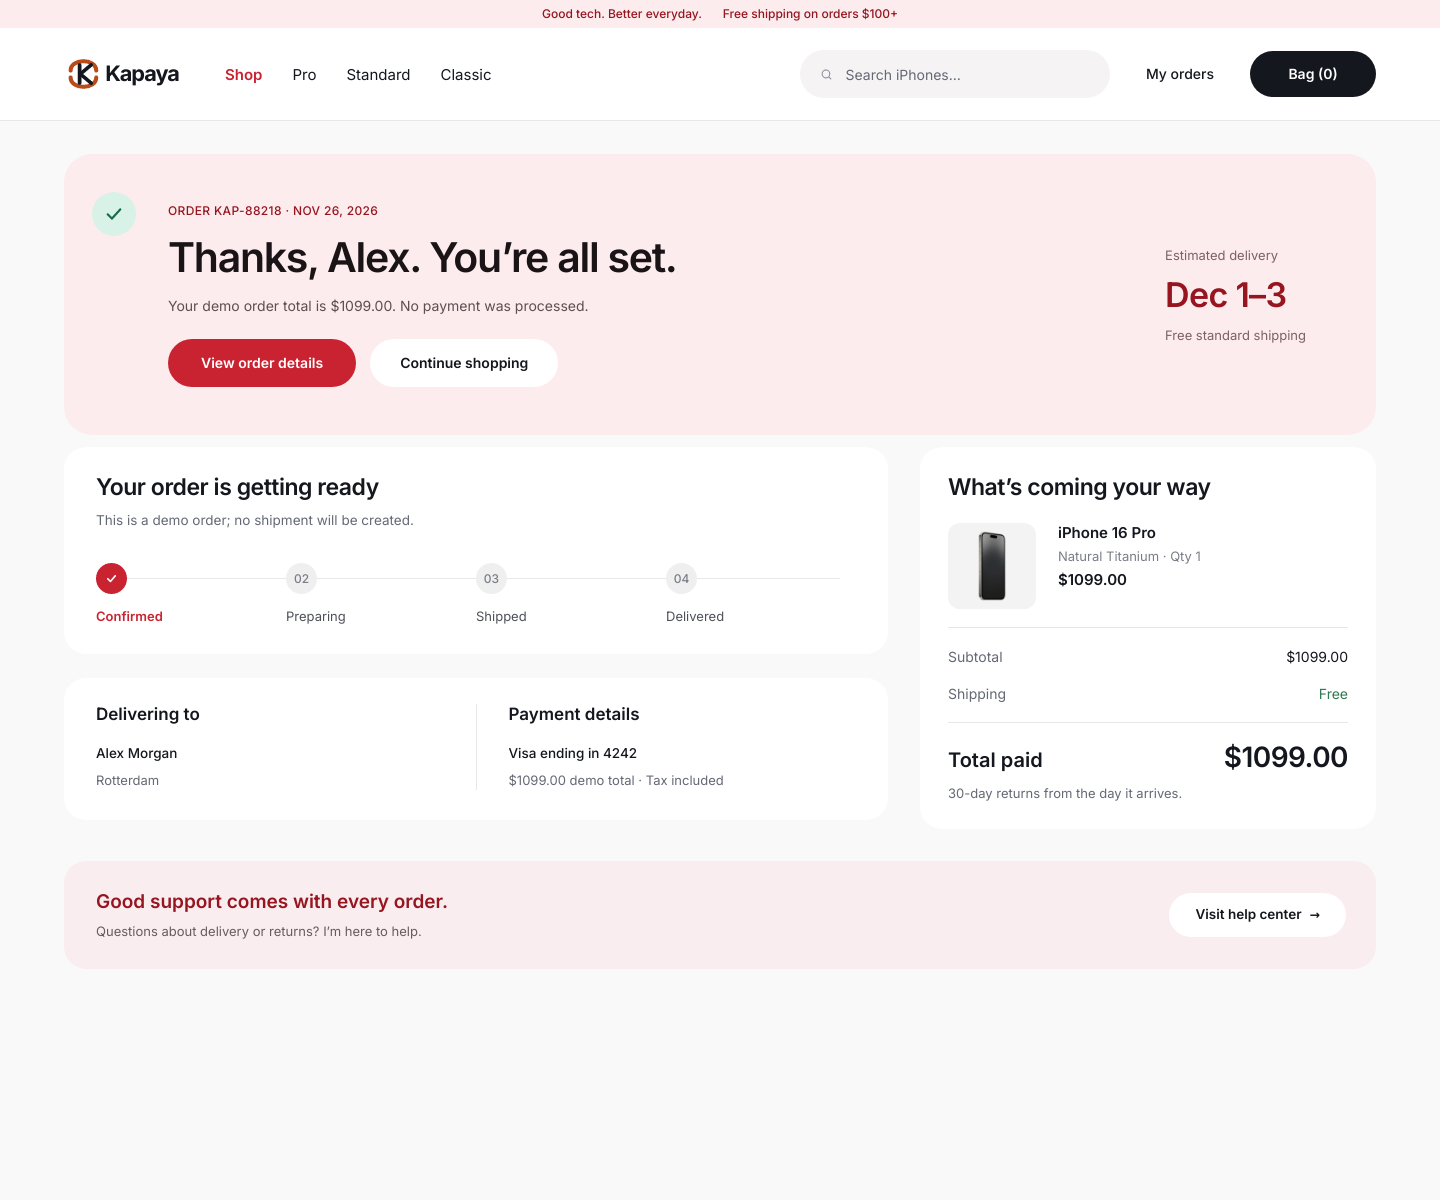 Good tech. Better everyday. Free shipping on orders $100+
Kapaya Shop Pro Standard Classic Search iPhones... My orders Bag (0)
ORDER KAP-88218 · NOV 26, 2026
Thanks, Alex. You’re all set.
Your demo order total is $1099.00. No payment was processed.
View order details Continue shopping
Estimated delivery
Dec 1–3
Free standard shipping
Your order is getting ready
This is a demo order; no shipment will be created.
02 03 04
Confirmed Preparing Shipped Delivered
Delivering to
Alex Morgan
Rotterdam
Payment details
Visa ending in 4242
$1099.00 demo total · Tax included
What’s coming your way
iPhone 16 Pro
Natural Titanium · Qty 1
$1099.00
Subtotal $1099.00
Shipping Free
Total paid $1099.00
30-day returns from the day it arrives.
Good support comes with every order.
Questions about delivery or returns? I’m here to help.
Visit help center →